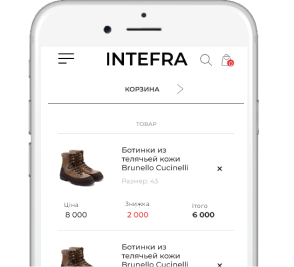 INTEFRA
КОРЗИНА
ТОВАР
Ботинки из
телячьей кожи
Brunello Cucinelli
Размер: 43
Ціна Знижка Ітого
8 000 2 000 6 000
Ботинки из
телячьей кожи
Brunello Cucinelli